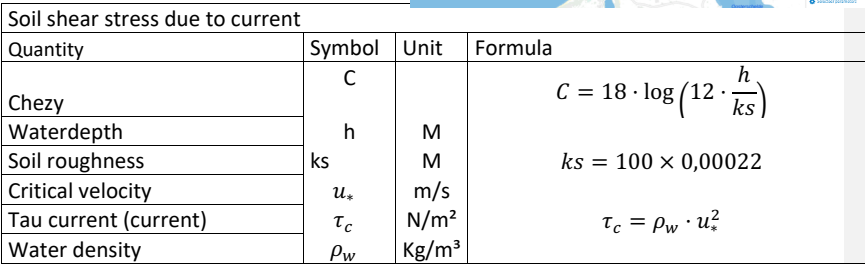 Soil shear stress due to current
Quantity Symbol Unit Formula
Chezy C C = 18 · log(12 · h/ks)
Waterdepth h M
Soil roughness ks M ks = 100 × 0,00022
Critical velocity u* m/s
Tau current (current) τc N/m² τc = ρw · u*²
Water density ρw Kg/m³